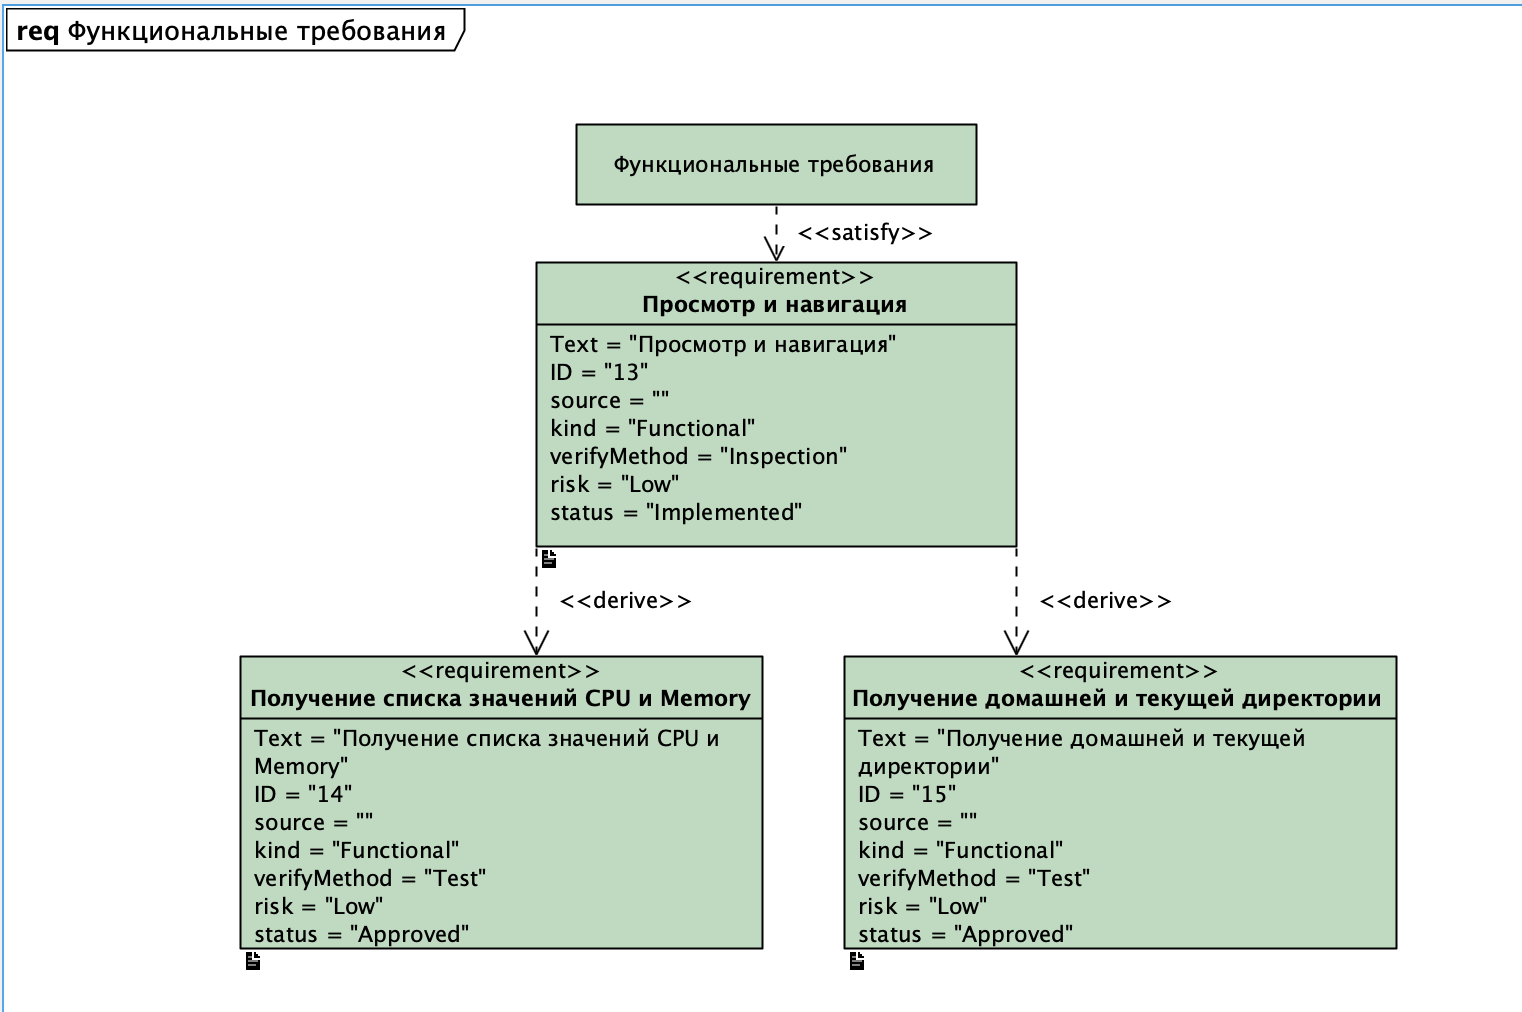 req Функциональные требования
Функциональные требования
<<satisfy>>
<<requirement>>
Просмотр и навигация
Text = "Просмотр и навигация"
ID = "13"
source = ""
kind = "Functional"
verifyMethod = "Inspection"
risk = "Low"
status = "Implemented"
<<derive>>
<<derive>>
<<requirement>>
Получение списка значений CPU и Memory
Text = "Получение списка значений CPU и
Memory"
ID = "14"
source = ""
kind = "Functional"
verifyMethod = "Test"
risk = "Low"
status = "Approved"
<<requirement>>
Получение домашней и текущей директории
Text = "Получение домашней и текущей
директории"
ID = "15"
source = ""
kind = "Functional"
verifyMethod = "Test"
risk = "Low"
status = "Approved"